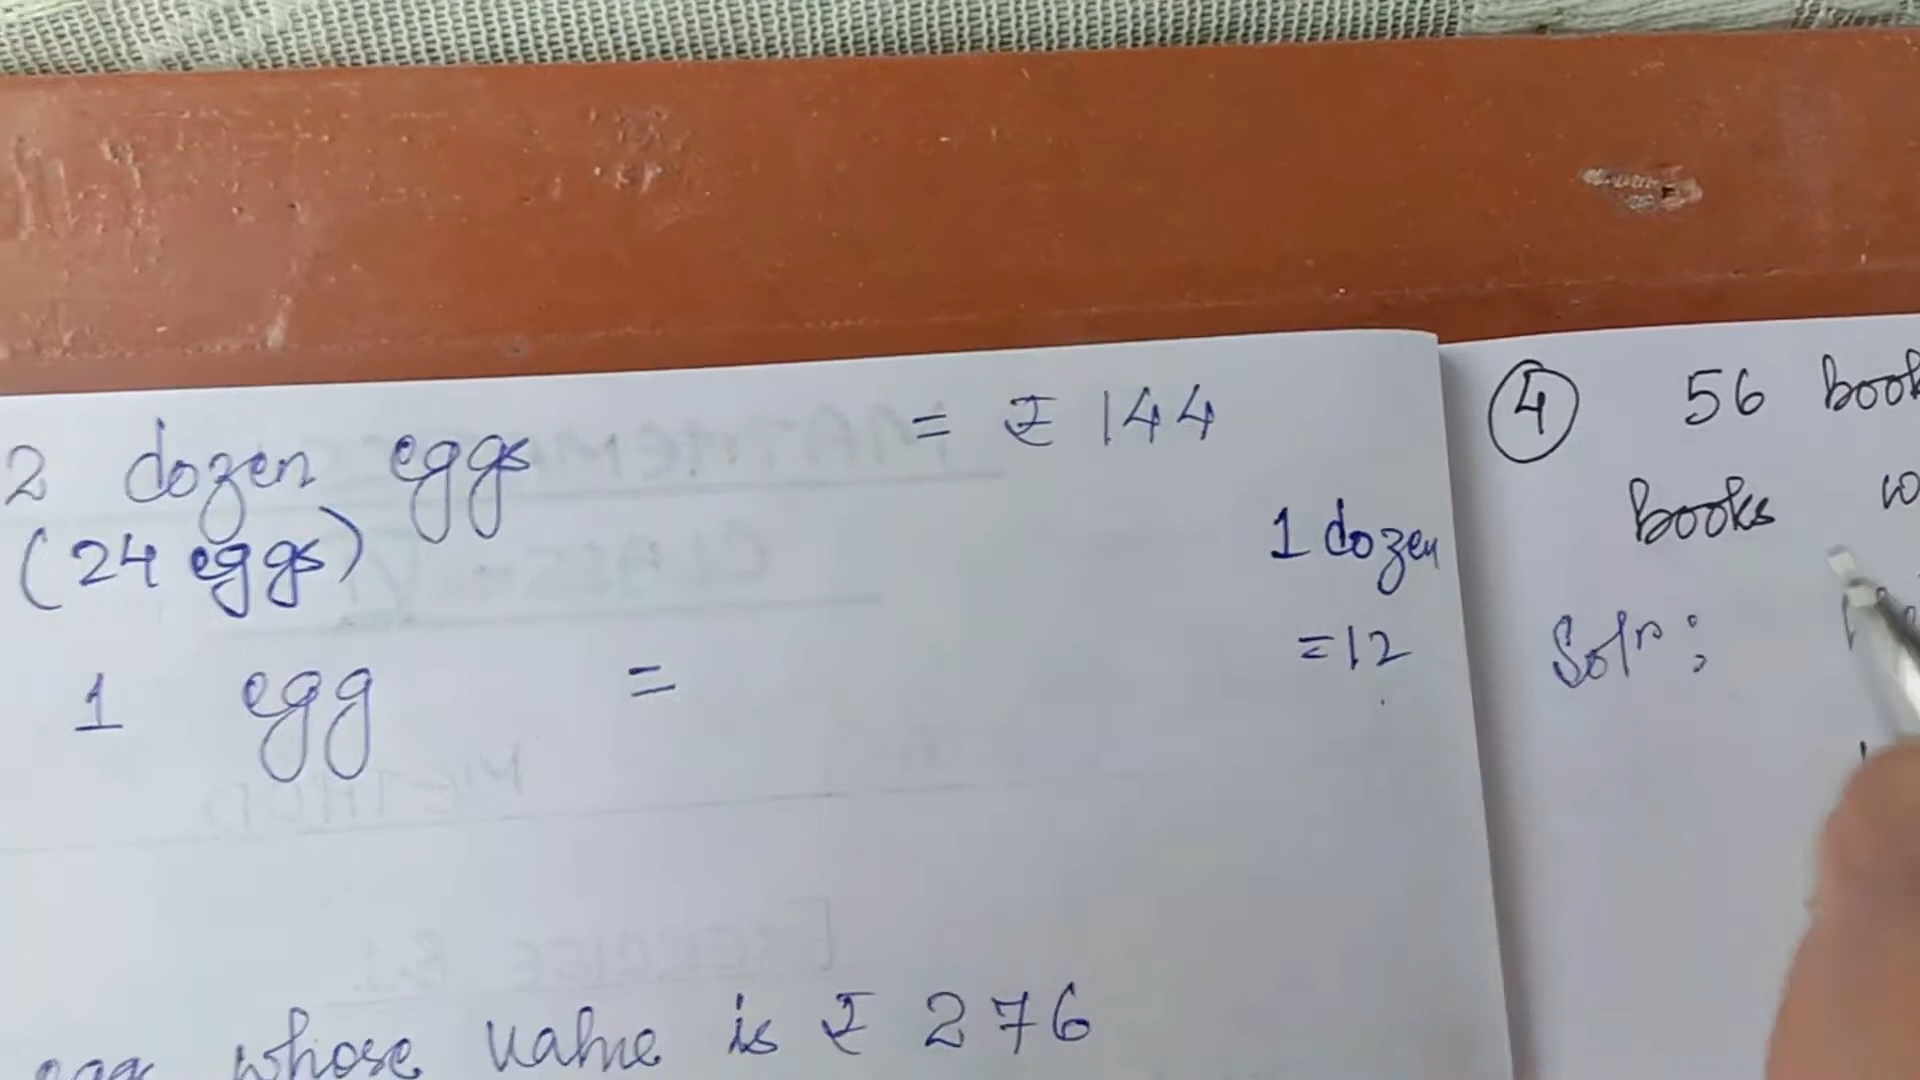 2 dozen eggs = ₹ 144
(24 eggs)
1 dozen
= 12
1 egg =
egg whose value is ₹ 276
④ 56 book
books
Soln: